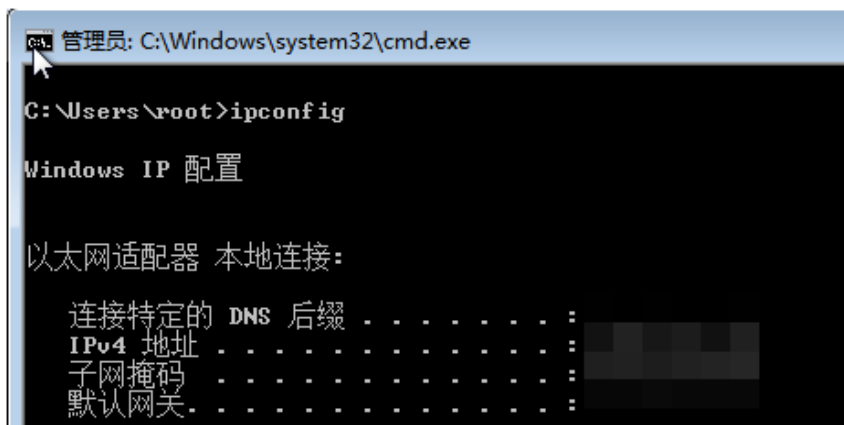 管理员: C:\Windows\system32\cmd.exe
C:\Users\root>ipconfig
Windows IP 配置
以太网适配器 本地连接:
连接特定的 DNS 后缀 . . . . . . . :
IPv4 地址 . . . . . . . . . . . . :
子网掩码 . . . . . . . . . . . . :
默认网关. . . . . . . . . . . . . :